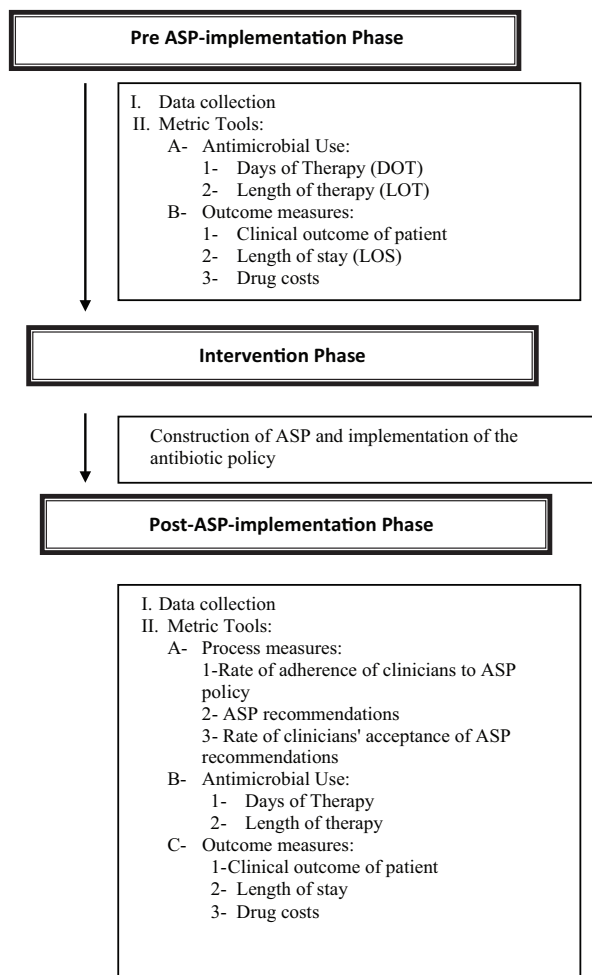 Pre ASP-implementation Phase
I. Data collection
II. Metric Tools:
A- Antimicrobial Use:
1- Days of Therapy (DOT)
2- Length of therapy (LOT)
B- Outcome measures:
1- Clinical outcome of patient
2- Length of stay (LOS)
3- Drug costs
Intervention Phase
Construction of ASP and implementation of the
antibiotic policy
Post-ASP-implementation Phase
I. Data collection
II. Metric Tools:
A- Process measures:
1-Rate of adherence of clinicians to ASP
policy
2- ASP recommendations
3- Rate of clinicians' acceptance of ASP
recommendations
B- Antimicrobial Use:
1- Days of Therapy
2- Length of therapy
C- Outcome measures:
1-Clinical outcome of patient
2- Length of stay
3- Drug costs